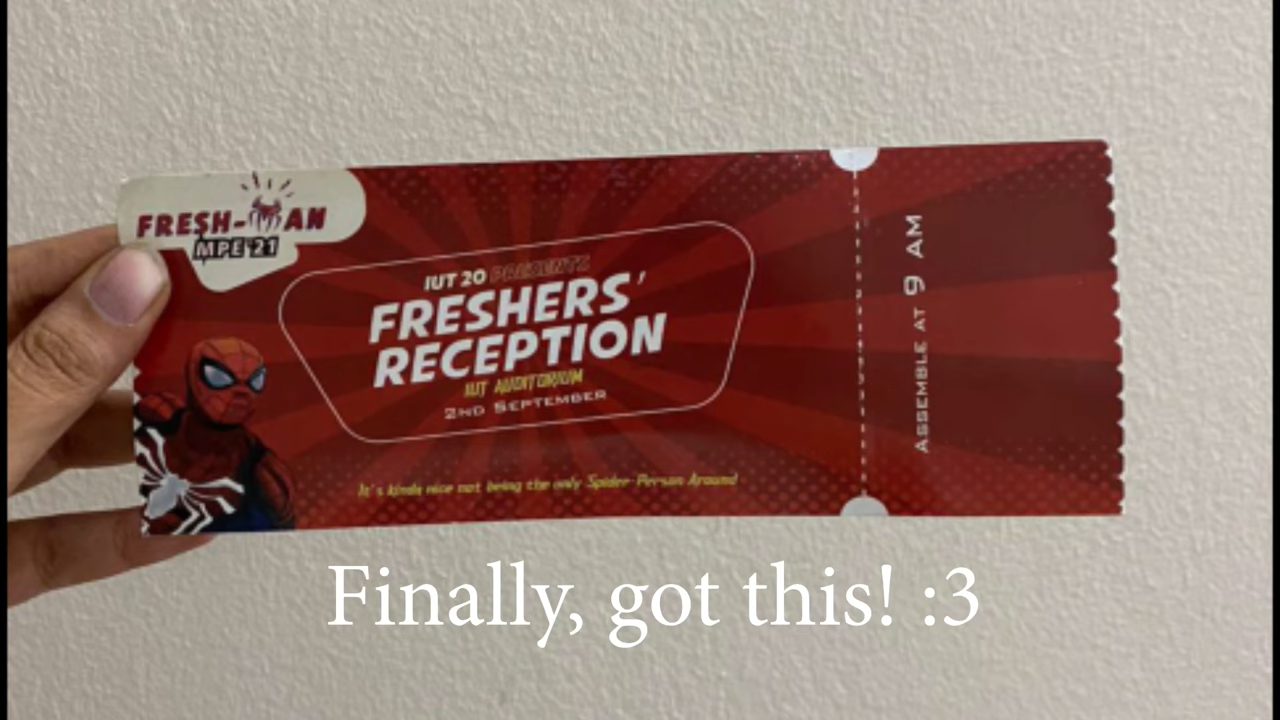 FRESH-MAN
MPE'21
IUT 20 PRESENTS
FRESHERS'
RECEPTION
IUT AUDITORIUM
2ND SEPTEMBER
It's kinda nice not being the only Spider-Person Around
ASSEMBLE AT 9 AM
Finally, got this! :3